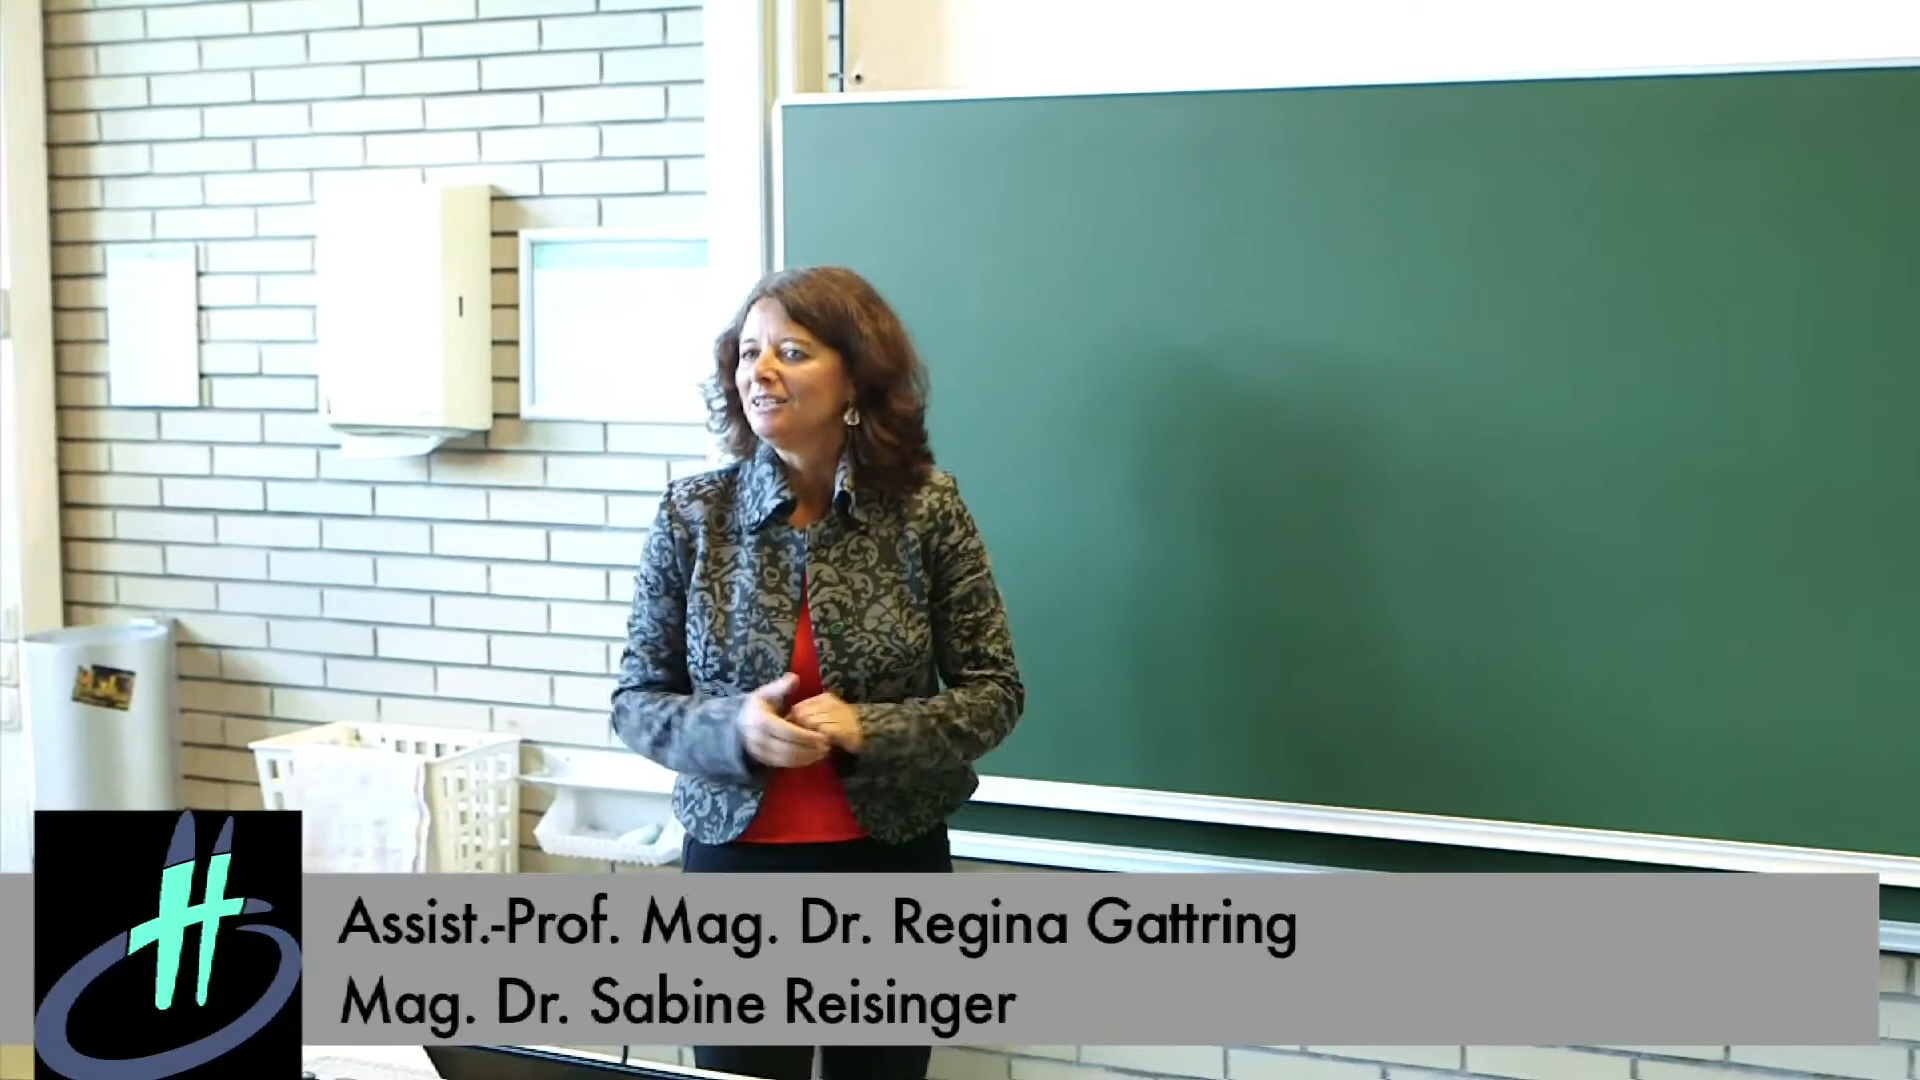 Assist.-Prof. Mag. Dr. Regina Gattring
Mag. Dr. Sabine Reisinger